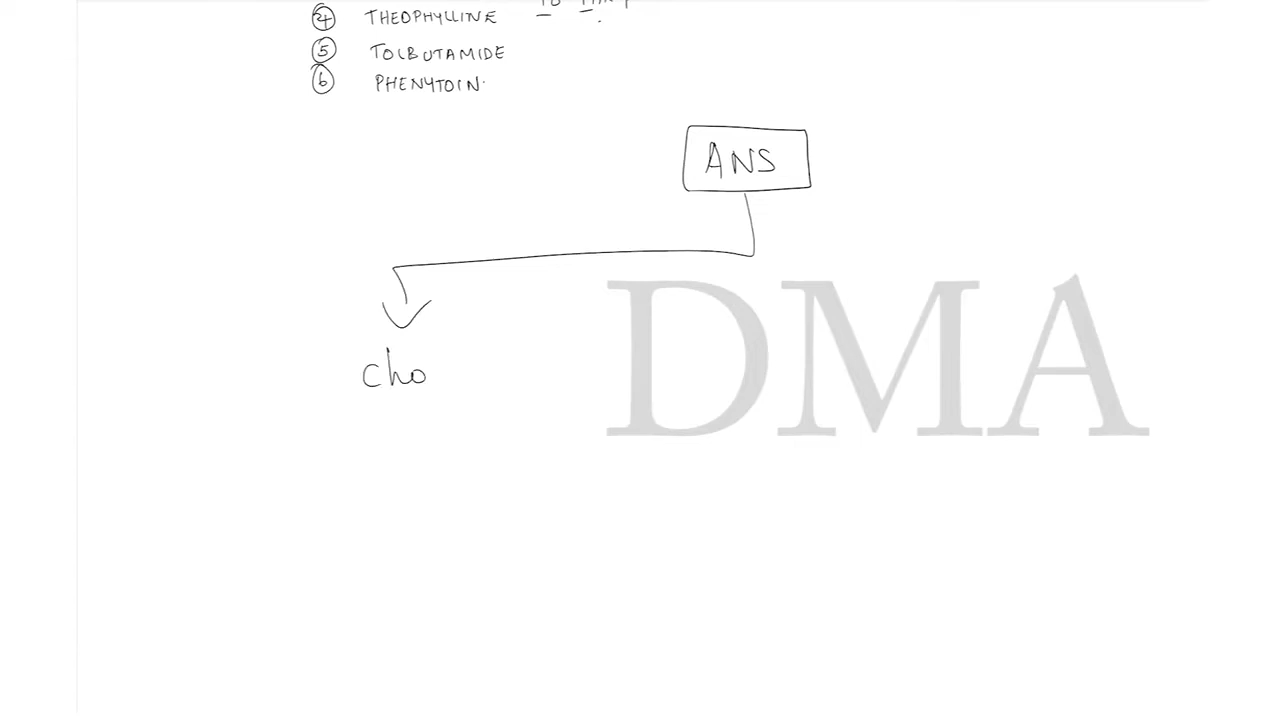 ④ THEOPHYLLINE
⑤ TOLBUTAMIDE
⑥ PHENYTOIN
ANS
DMA
Cho